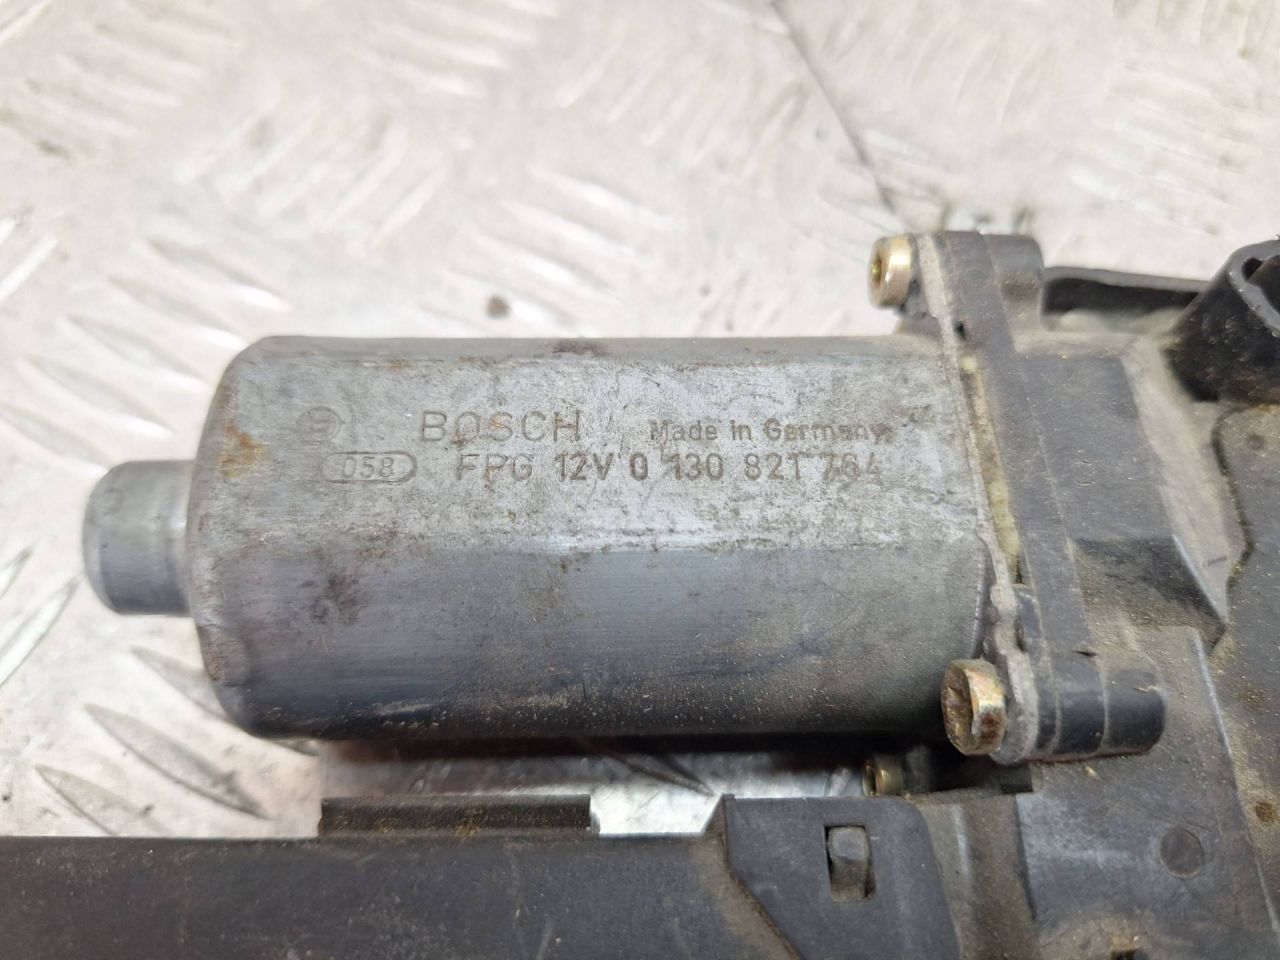 BOSCH Made in Germany
058 FPG 12V 0 130 821 764